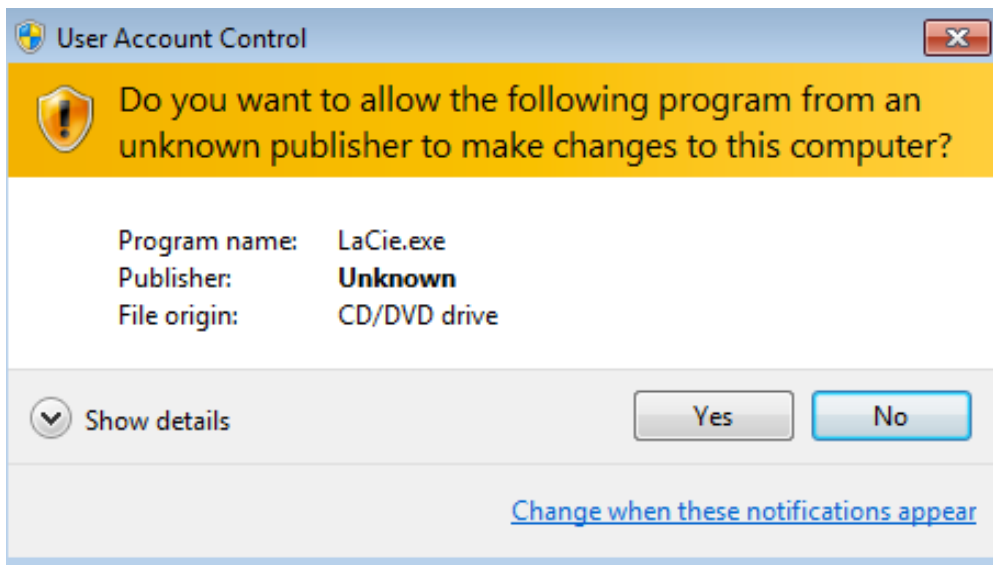 User Account Control
Do you want to allow the following program from an
unknown publisher to make changes to this computer?
Program name: LaCie.exe
Publisher: Unknown
File origin: CD/DVD drive
Show details
Yes
No
Change when these notifications appear